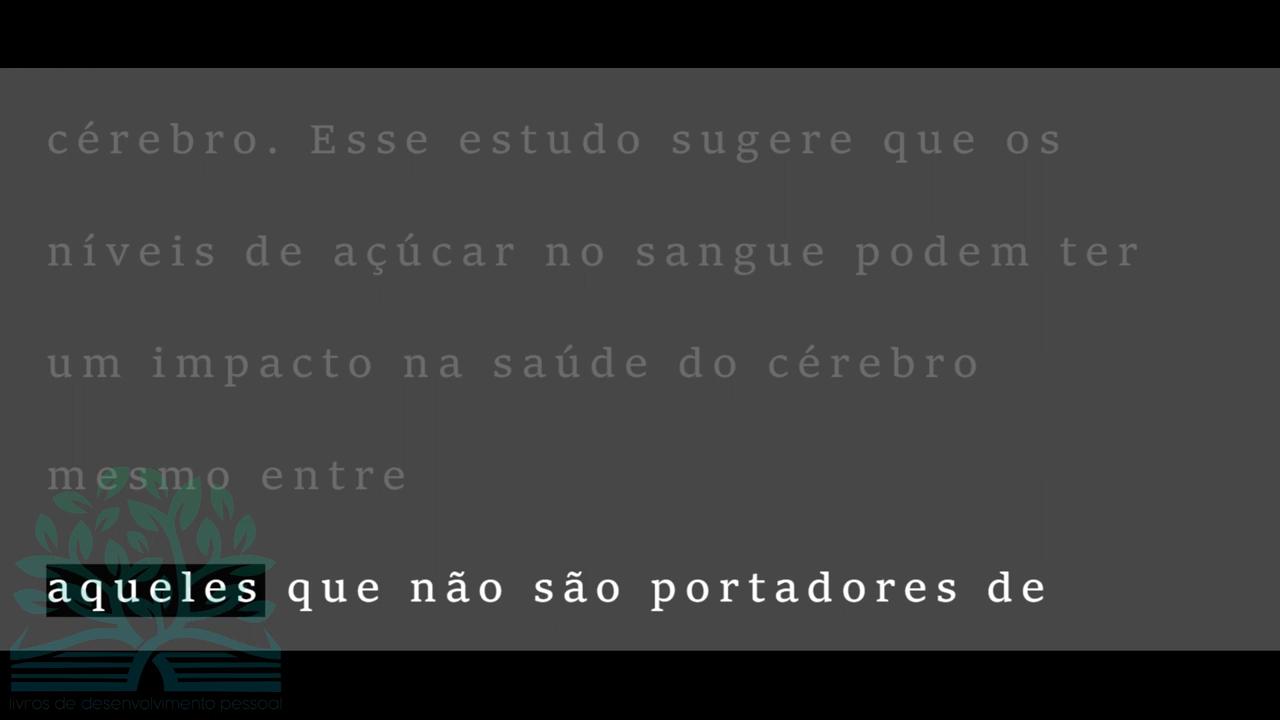 cérebro. Esse estudo sugere que os
níveis de açúcar no sangue podem ter
um impacto na saúde do cérebro
mesmo entre
aqueles que não são portadores de
livros de desenvolvimento pessoal